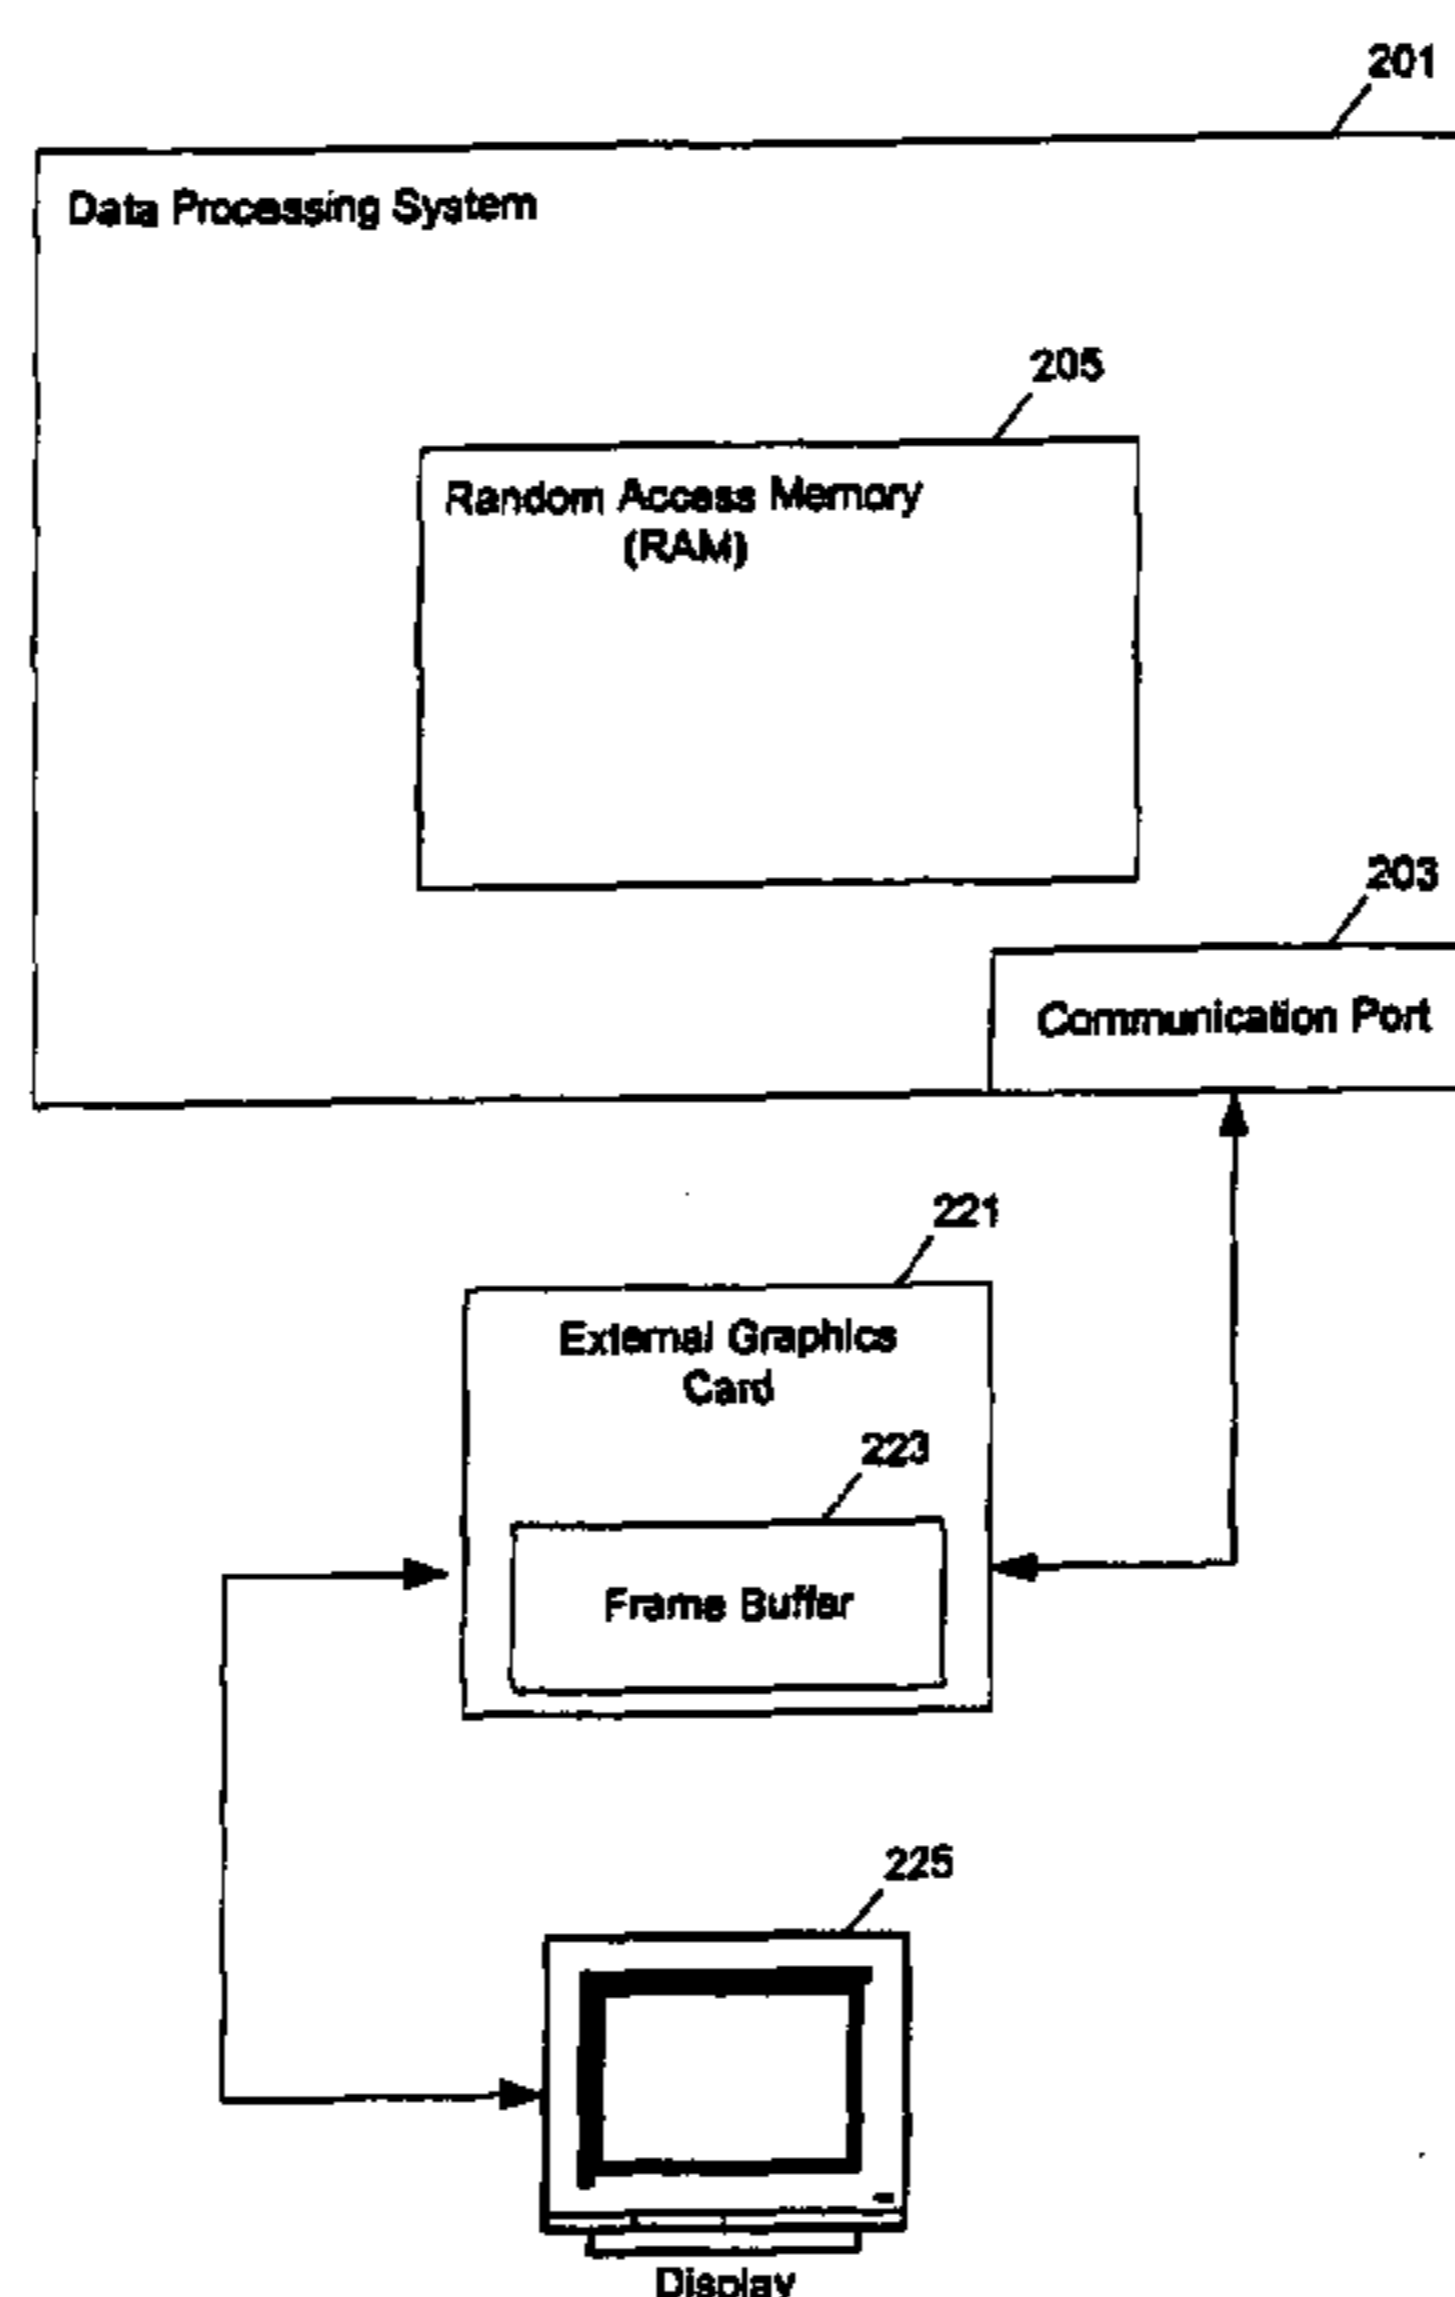 201
Data Processing System
205
Random Access Memory
(RAM)
203
Communication Port
221
External Graphics
Card
223
Frame Buffer
225
Display